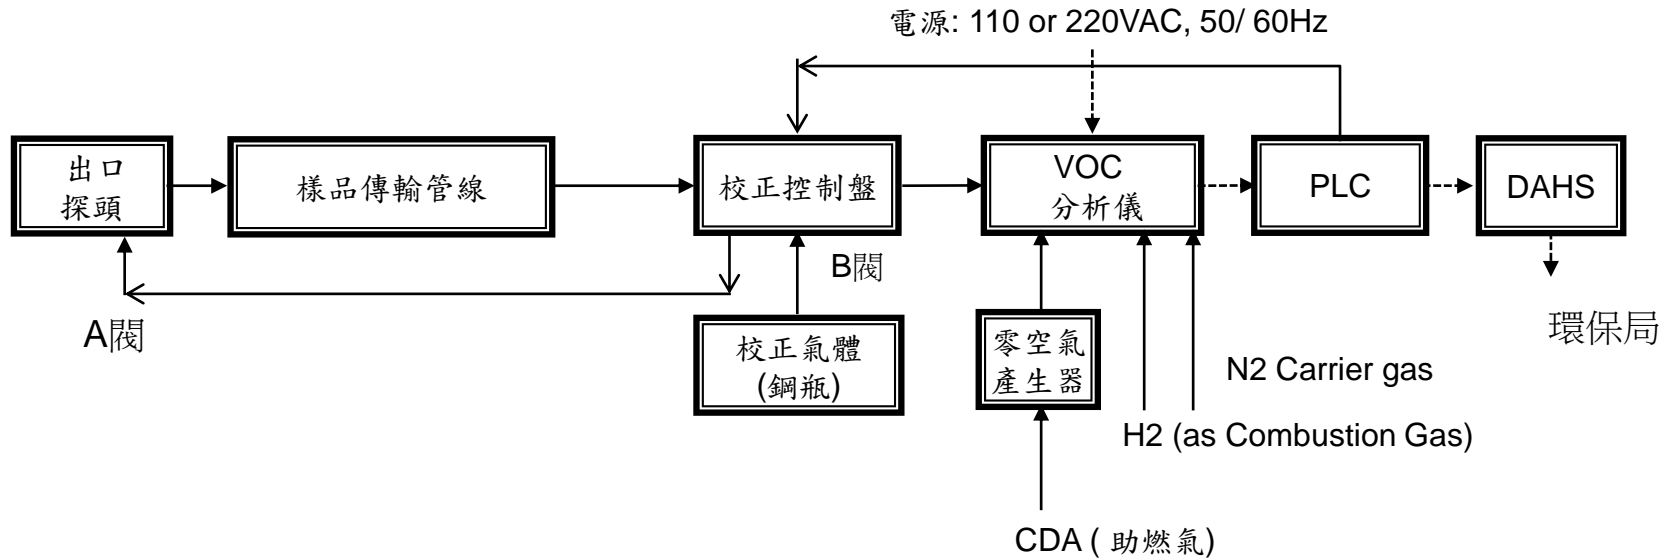 電源: 110 or 220VAC, 50/ 60Hz
出口
探頭
樣品傳輸管線
校正控制盤
VOC
分析儀
PLC
DAHS
B閥
A閥
校正氣體
(鋼瓶)
零空氣
產生器
環保局
N2 Carrier gas
H2 (as Combustion Gas)
CDA ( 助燃氣)